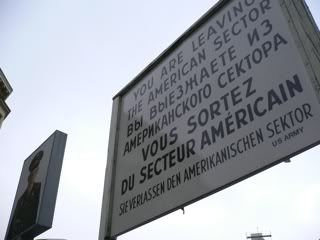 YOU ARE LEAVING
THE AMERICAN SECTOR
ВЫ ВЫЕЗЖАЕТЕ ИЗ
АМЕРИКАНСКОГО СЕКТОРА
VOUS SORTEZ
DU SECTEUR AMÉRICAIN
SIE VERLASSEN DEN AMERIKANISCHEN SEKTOR
US ARMY